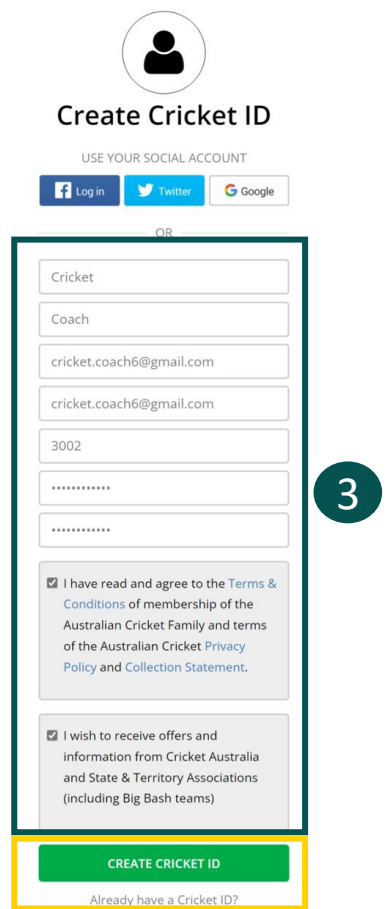 Create Cricket ID
USE YOUR SOCIAL ACCOUNT
f Log in Twitter G Google
OR
Cricket
Coach
cricket.coach6@gmail.com
cricket.coach6@gmail.com
3002
••••••••••••
••••••••••••
3
I have read and agree to the Terms &
Conditions of membership of the
Australian Cricket Family and terms
of the Australian Cricket Privacy
Policy and Collection Statement.
I wish to receive offers and
information from Cricket Australia
and State & Territory Associations
(including Big Bash teams)
CREATE CRICKET ID
Already have a Cricket ID?